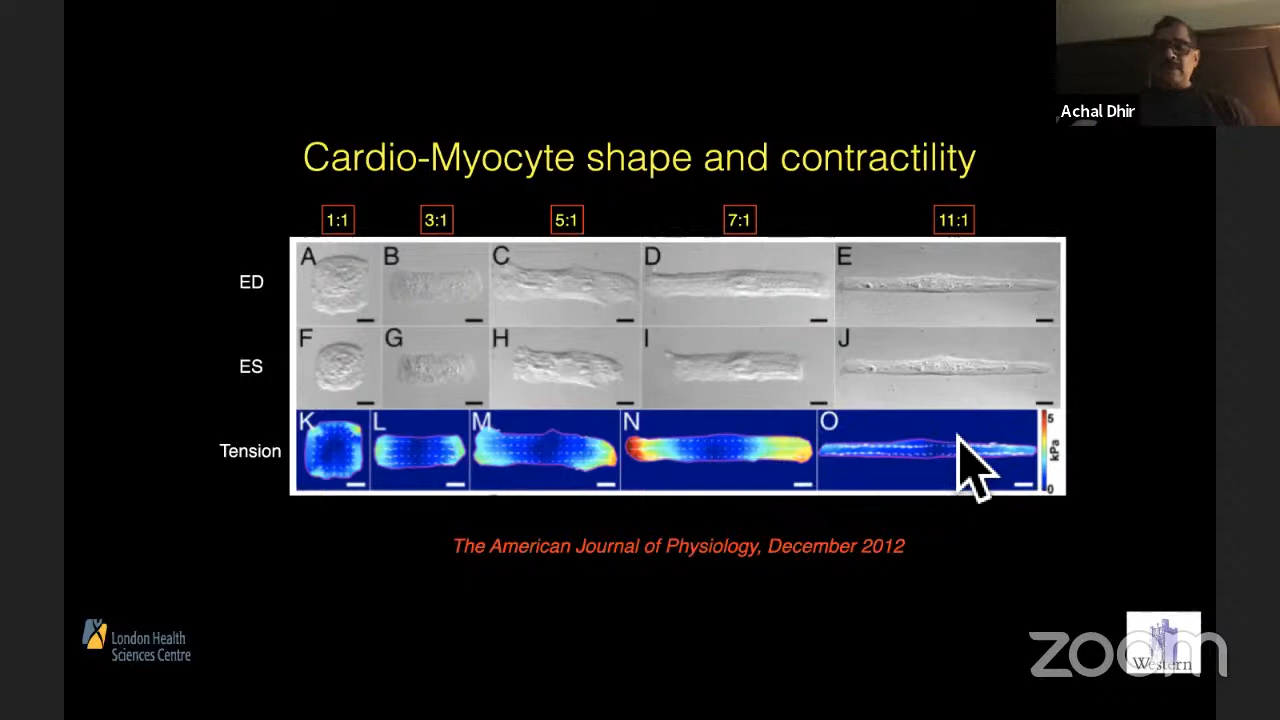 Achal Dhir
Cardio-Myocyte shape and contractility
1:1 3:1 5:1 7:1 11:1
ED A B C D E
ES F G H I J
Tension K L M N O 5 kPa 0
The American Journal of Physiology, December 2012
London Health
Sciences Centre
zoom
Western